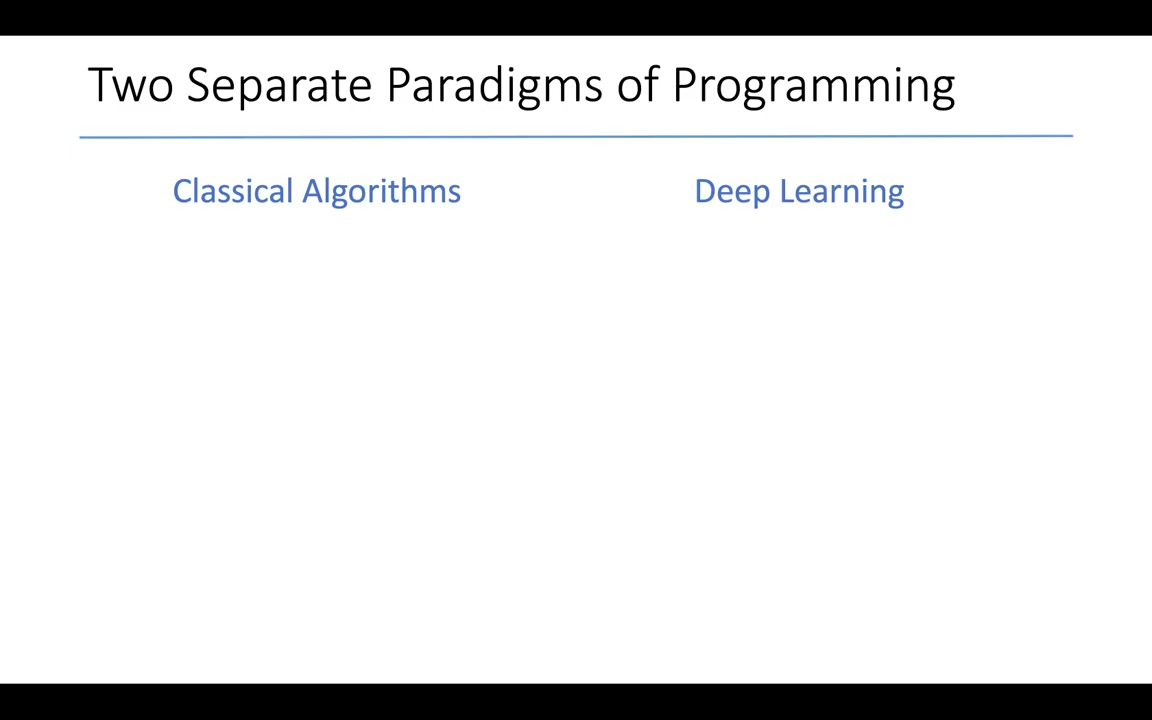 Two Separate Paradigms of Programming
Classical Algorithms
Deep Learning